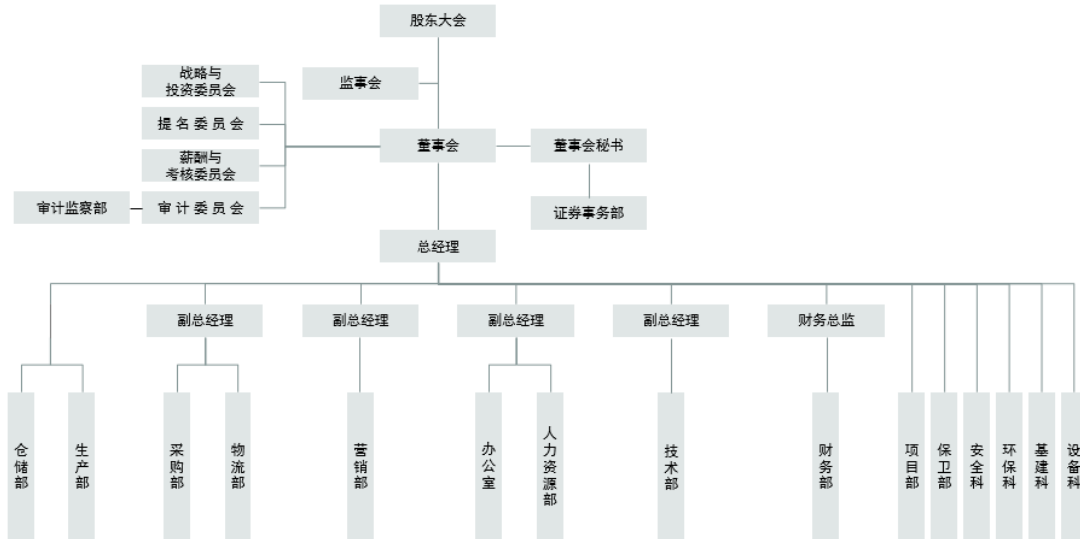 股东大会
战略与
投资委员会
监事会
提名委员会
董事会
董事会秘书
薪酬与
考核委员会
审计监察部
审计委员会
证券事务部
总经理
副总经理
副总经理
副总经理
副总经理
财务总监
仓储部
生产部
采购部
物流部
营销部
办公室
人力资源部
技术部
财务部
项目部
保卫部
安全科
环保科
基建科
设备科